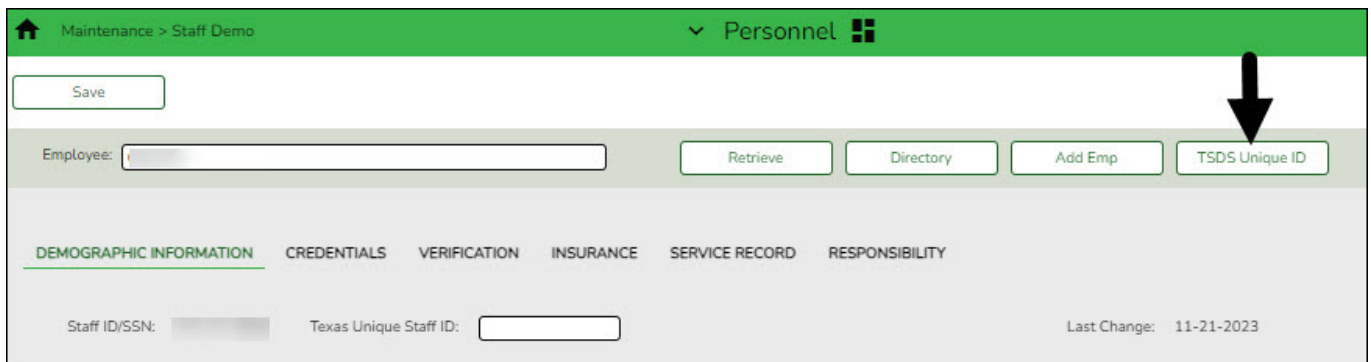 Maintenance > Staff Demo Personnel
Save
Employee: Retrieve Directory Add Emp TSDS Unique ID
DEMOGRAPHIC INFORMATION CREDENTIALS VERIFICATION INSURANCE SERVICE RECORD RESPONSIBILITY
Staff ID/SSN: Texas Unique Staff ID: Last Change: 11-21-2023